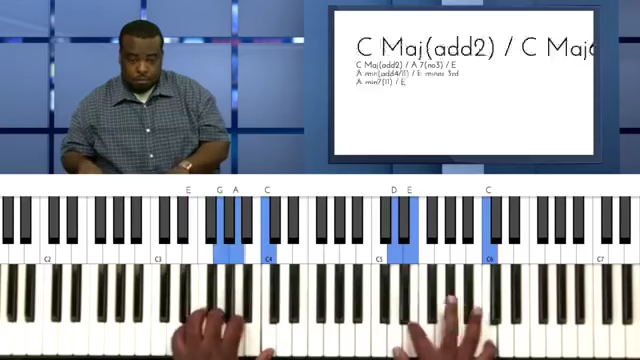 C Maj(add2) / C Maj6
C Maj(add2) / A 7(no3) / E
A min(add4/11) / E minor 3rd
A min7(11) / E
E G A C D E C
C2 C3 C4 C5 C6 C7